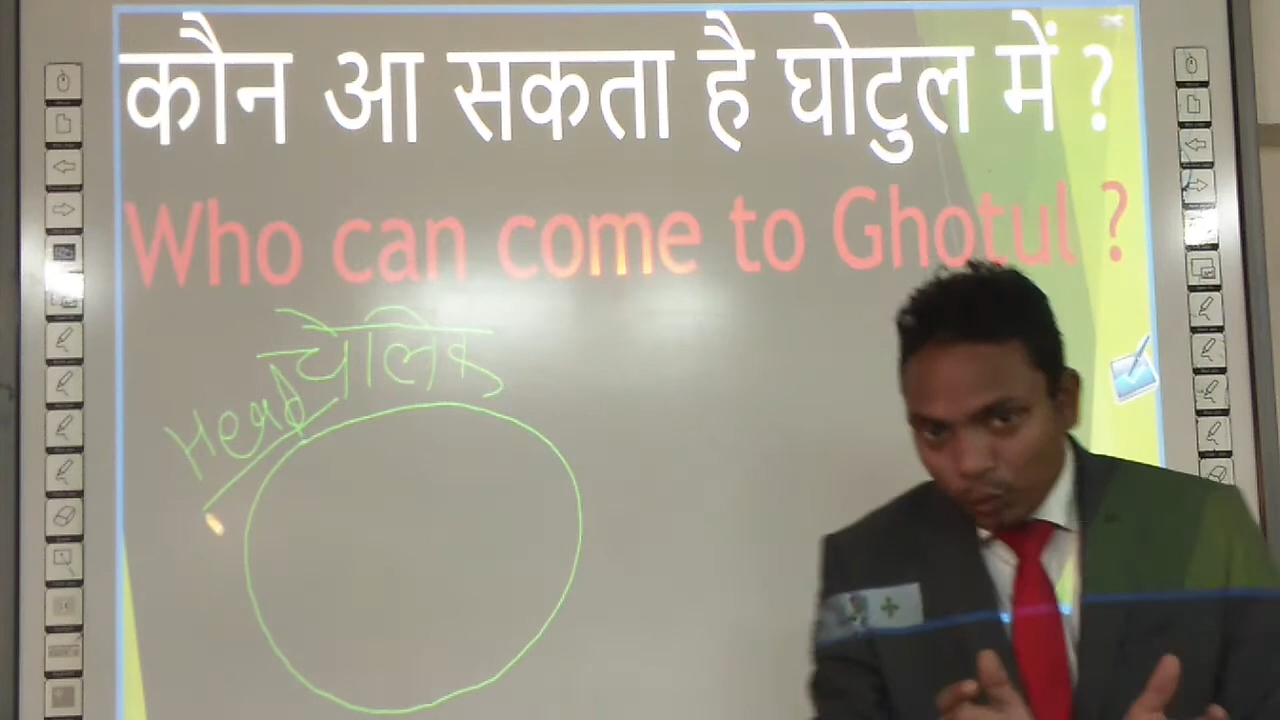 कौन आ सकता है घोटुल में ?
Who can come to Ghotul ?
चेलिक
Head